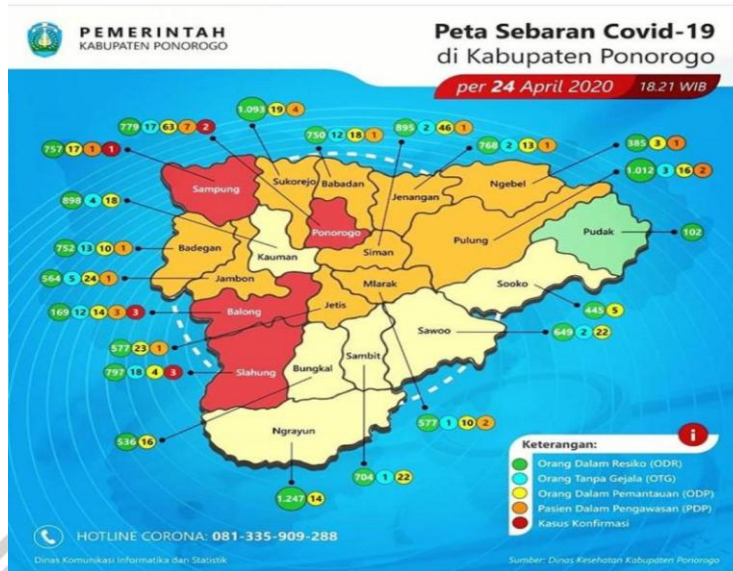 PEMERINTAH
KABUPATEN PONOROGO
Peta Sebaran Covid-19
di Kabupaten Ponorogo
per 24 April 2020 18.21 WIB
1.093 19 4
779 17 63 7 2
750 12 18 1
895 2 46 1
768 2 13 1
385 3 1
757 17 1 1
1.012 3 16 2
Sampung
Sukorejo
Babadan
Jenangan
Ngebel
898 4 18
Ponorogo
Pulung
Pudak
102
752 13 10 1
Badegan
Kauman
Siman
564 5 24 1
Jambon
Mlarak
Sooko
169 12 14 3 3
Balong
Jetis
445 5
577 23 1
Sawoo
649 2 22
797 18 4 3
Slahung
Bungkal
Sambit
536 16
577 1 10 2
Ngrayun
704 1 22
1.247 14
i
Keterangan:
Orang Dalam Resiko (ODR)
Orang Tanpa Gejala (OTG)
Orang Dalam Pemantauan (ODP)
Pasien Dalam Pengawasan (PDP)
Kasus Konfirmasi
HOTLINE CORONA: 081-335-909-288
Dinas Komunikasi Informatika dan Statistik
Sumber: Dinas Kesehatan Kabupaten Ponorogo